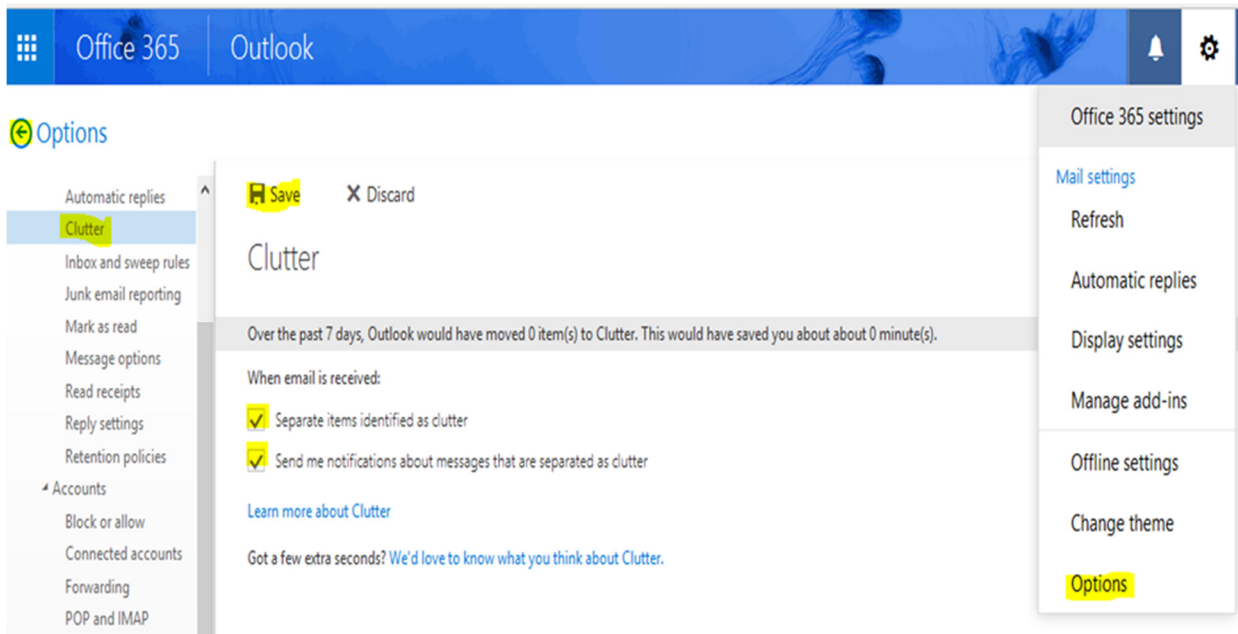 Office 365 Outlook
Options
Automatic replies
Clutter
Inbox and sweep rules
Junk email reporting
Mark as read
Message options
Read receipts
Reply settings
Retention policies
Accounts
Block or allow
Connected accounts
Forwarding
POP and IMAP
Save Discard
Clutter
Over the past 7 days, Outlook would have moved 0 item(s) to Clutter. This would have saved you about about 0 minute(s).
When email is received:
Separate items identified as clutter
Send me notifications about messages that are separated as clutter
Learn more about Clutter
Got a few extra seconds? We'd love to know what you think about Clutter.
Office 365 settings
Mail settings
Refresh
Automatic replies
Display settings
Manage add-ins
Offline settings
Change theme
Options